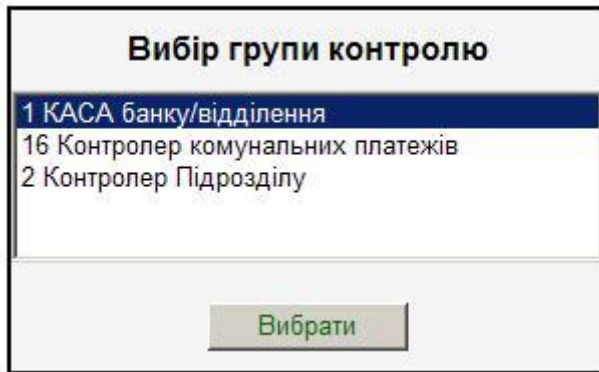 Вибір групи контролю
1 КАСА банку/відділення
16 Контролер комунальних платежів
2 Контролер Підрозділу
Вибрати